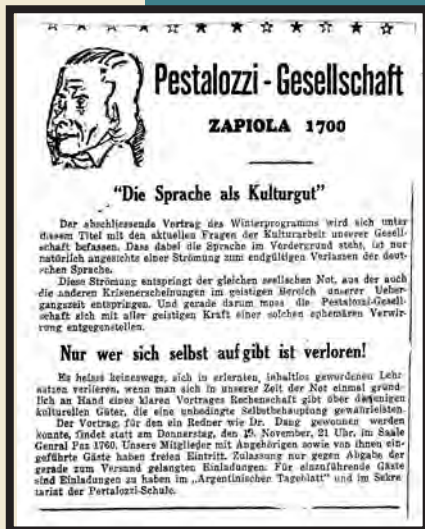 Pestalozzi - Gesellschaft
ZAPIOLA 1700
"Die Sprache als Kulturgut"
Der abschliessende Vortrag des Winterprogramms wird sich unter
diesem Titel mit den aktuellen Fragen der Kulturarbeit unserer Gesell-
schaft befassen. Dass dabei die Sprache im Vordergrund steht, ist nur
natürlich angesichts einer Strömung zum endgültigen Verlassen der deut-
schen Sprache.
Diese Strömung entspringt der gleichen seelischen Not, aus der auch
die anderen Krisenerscheinungen im geistigen Bereich unserer Ueber-
gangszeit entspringen. Und gerade darum muss die Pestalozzi-Gesell-
schaft sich mit aller geistigen Kraft einer solchen ephemären Verwir-
rung entgegenstellen.
Nur wer sich selbst aufgibt ist verloren!
Es heisst keineswegs, sich in erlernten, inhaltlos gewordenen Lehr-
sätzen verlieren, wenn man sich in unserer Zeit der Not einmal gründ-
lich an Hand eines klaren Vortrages Rechenschaft gibt über diejenigen
kulturellen Güter, die eine unbedingte Selbstbehauptung gewährleisten.
Der Vortrag, für den ein Redner wie Dr. Dang gewonnen werden
konnte, findet statt am Donnerstag, den 15. November, 21 Uhr, im Saale
Genral Paz 1760. Unsere Mitglieder mit Angehörigen sowie von ihnen ein-
geführte Gäste haben freien Eintritt. Zulassung nur gegen Abgabe der
gerade zum Versand gelangten Einladungen. Für einzuführende Gäste
sind Einladungen zu haben im „Argentinischen Tageblatt" und im Sekre
tariat der Pertalozzi-Schule.